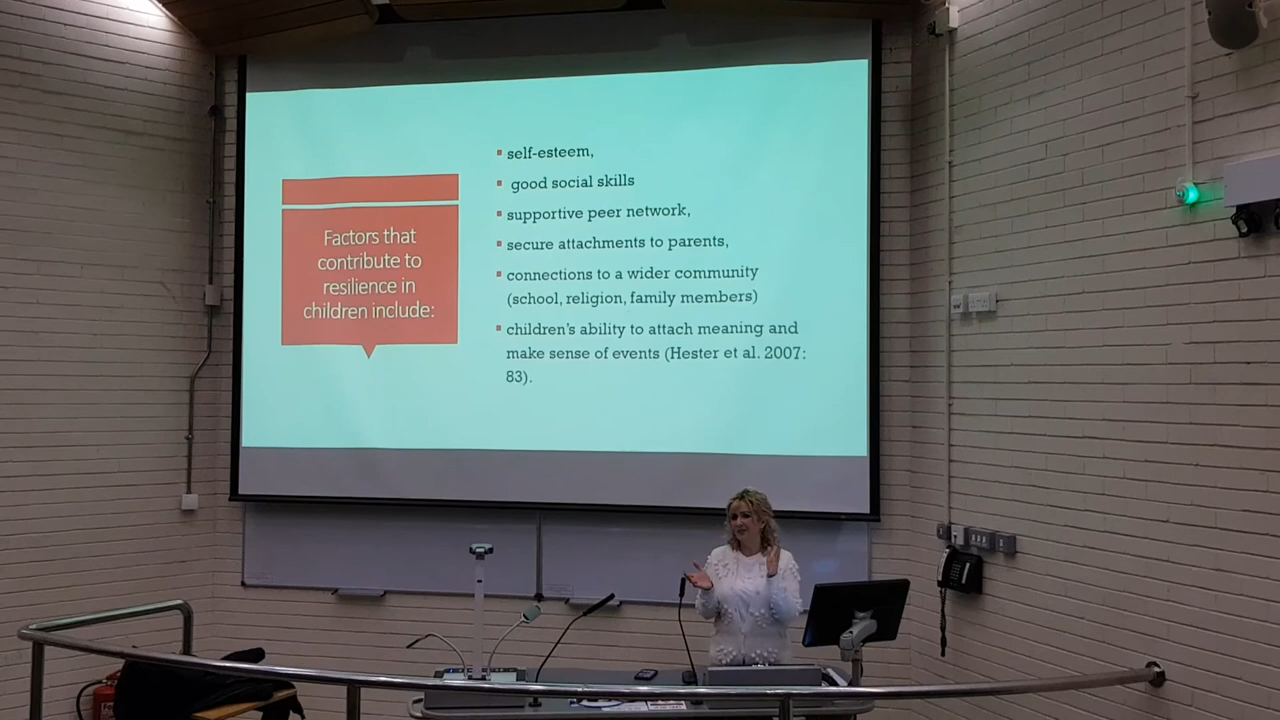 Factors that
contribute to
resilience in
children include:
self-esteem,
good social skills
supportive peer network,
secure attachments to parents,
connections to a wider community
(school, religion, family members)
children's ability to attach meaning and
make sense of events (Hester et al. 2007:
83).